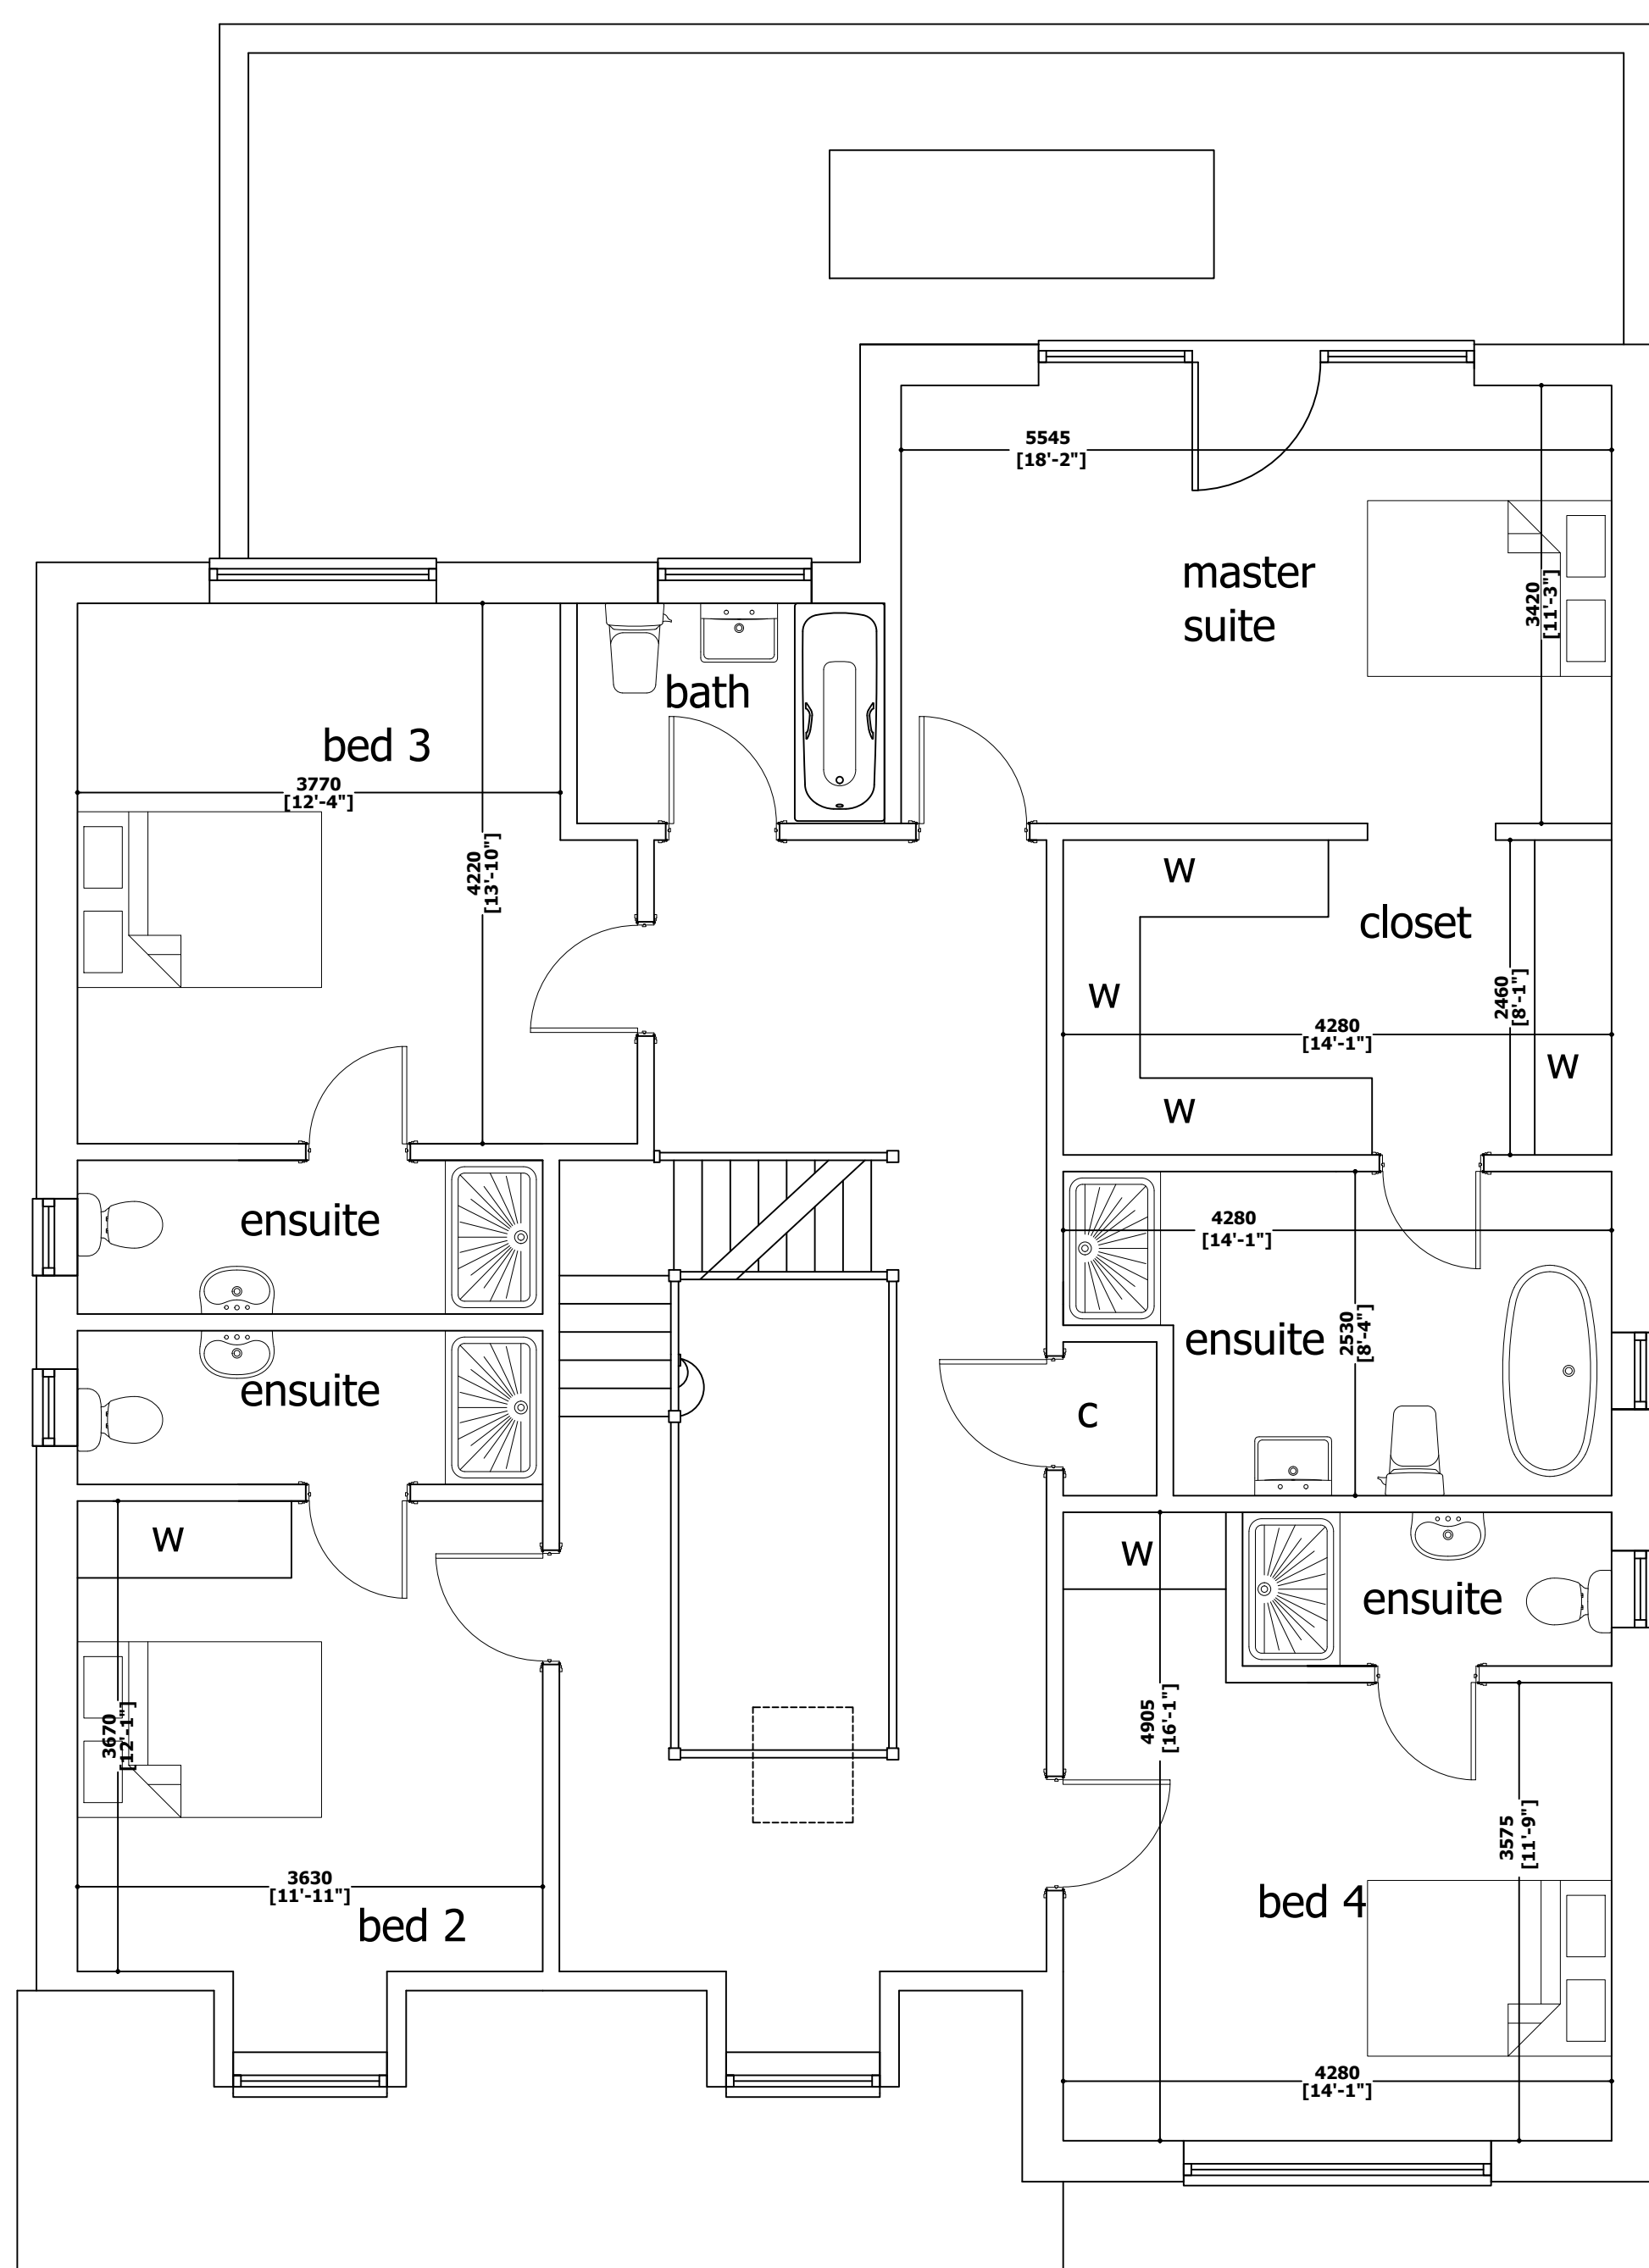 5545
[18'-2"]
master
suite
3420
[11'-3"]
bath
bed 3
3770
[12'-4"]
4220
[13'-10"]
w
closet
w
2460
[8'-1"]
4280
[14'-1"]
w
w
ensuite
4280
[14'-1"]
ensuite
2530
[8'-4"]
ensuite
c
w
w
ensuite
3670
[12'-1"]
4905
[16'-1"]
3575
[11'-9"]
3630
[11'-11"]
bed 2
bed 4
4280
[14'-1"]